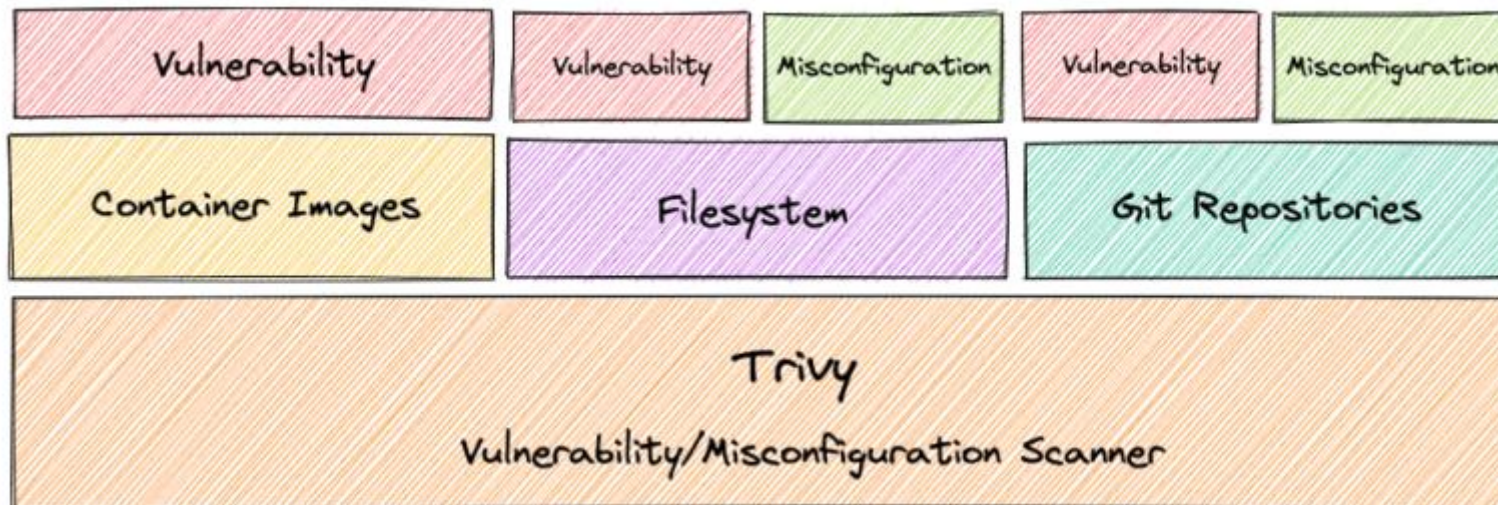 Vulnerability
Vulnerability
Misconfiguration
Vulnerability
Misconfiguration
Container Images
Filesystem
Git Repositories
Trivy
Vulnerability/Misconfiguration Scanner